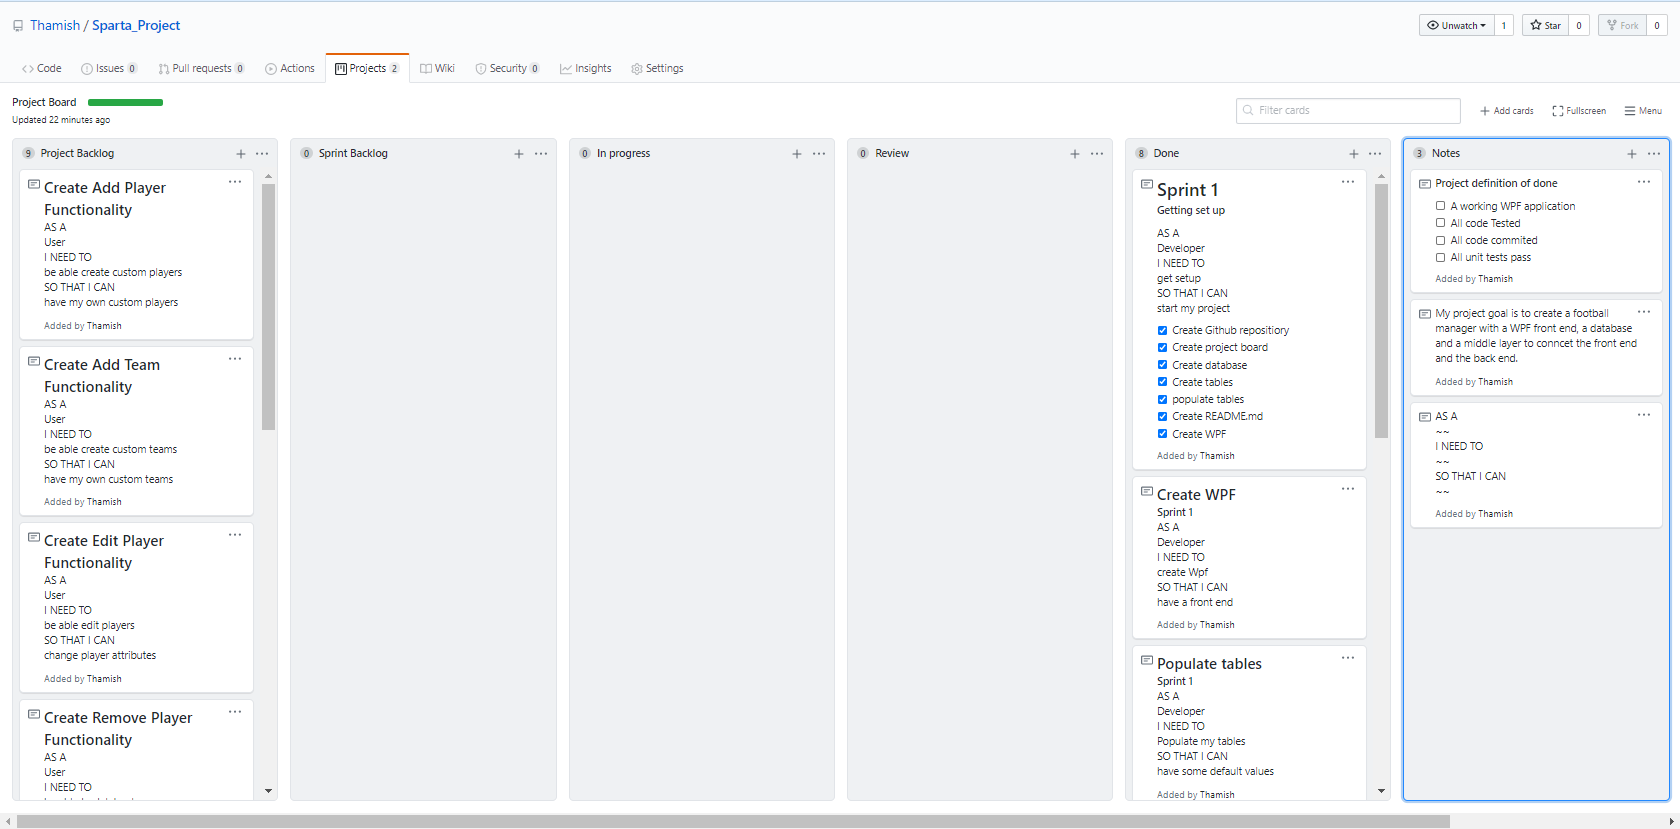 Thamish / Sparta_Project
Unwatch 1 Star 0 Fork 0
Code Issues 0 Pull requests 0 Actions Projects 2 Wiki Security 0 Insights Settings
Project Board
Updated 22 minutes ago
Filter cards
+ Add cards Fullscreen Menu
9 Project Backlog
Create Add Player
Functionality
AS A
User
I NEED TO
be able create custom players
SO THAT I CAN
have my own custom players
Added by Thamish
Create Add Team
Functionality
AS A
User
I NEED TO
be able create custom teams
SO THAT I CAN
have my own custom teams
Added by Thamish
Create Edit Player
Functionality
AS A
User
I NEED TO
be able edit players
SO THAT I CAN
change player attributes
Added by Thamish
Create Remove Player
Functionality
AS A
User
I NEED TO
0 Sprint Backlog
0 In progress
0 Review
8 Done
Sprint 1
Getting set up
AS A
Developer
I NEED TO
get setup
SO THAT I CAN
start my project
Create Github repositiory
Create project board
Create database
Create tables
populate tables
Create README.md
Create WPF
Added by Thamish
Create WPF
Sprint 1
AS A
Developer
I NEED TO
create Wpf
SO THAT I CAN
have a front end
Added by Thamish
Populate tables
Sprint 1
AS A
Developer
I NEED TO
Populate my tables
SO THAT I CAN
have some default values
Added by Thamish
3 Notes
Project definition of done
A working WPF application
All code Tested
All code commited
All unit tests pass
Added by Thamish
My project goal is to create a football
manager with a WPF front end, a database
and a middle layer to conncet the front end
and the back end.
Added by Thamish
AS A
~~
I NEED TO
~~
SO THAT I CAN
~~
Added by Thamish